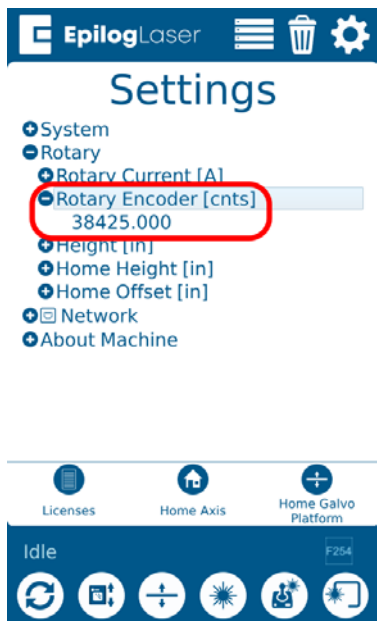 EpilogLaser
Settings
System
Rotary
Rotary Current [A]
Rotary Encoder [cnts]
38425.000
Height [in]
Home Height [in]
Home Offset [in]
Network
About Machine
Licenses
Home Axis
Home Galvo
Platform
Idle
F254